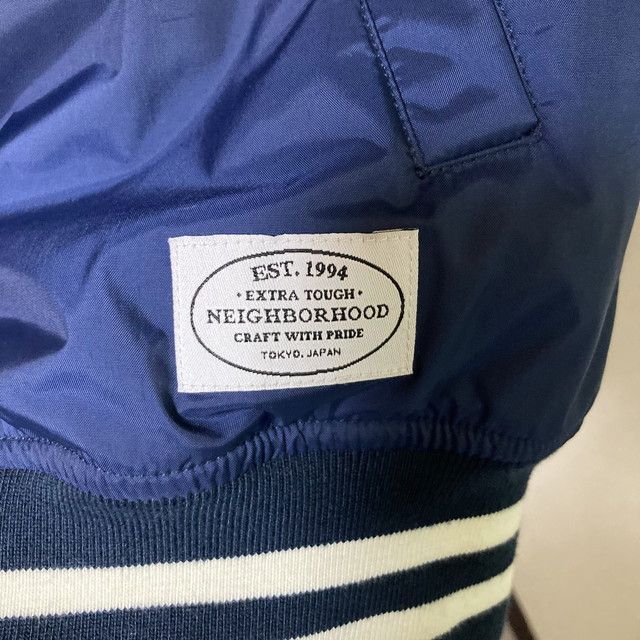 EST. 1994
• EXTRA TOUGH •
NEIGHBORHOOD
CRAFT WITH PRIDE
TOKYO, JAPAN